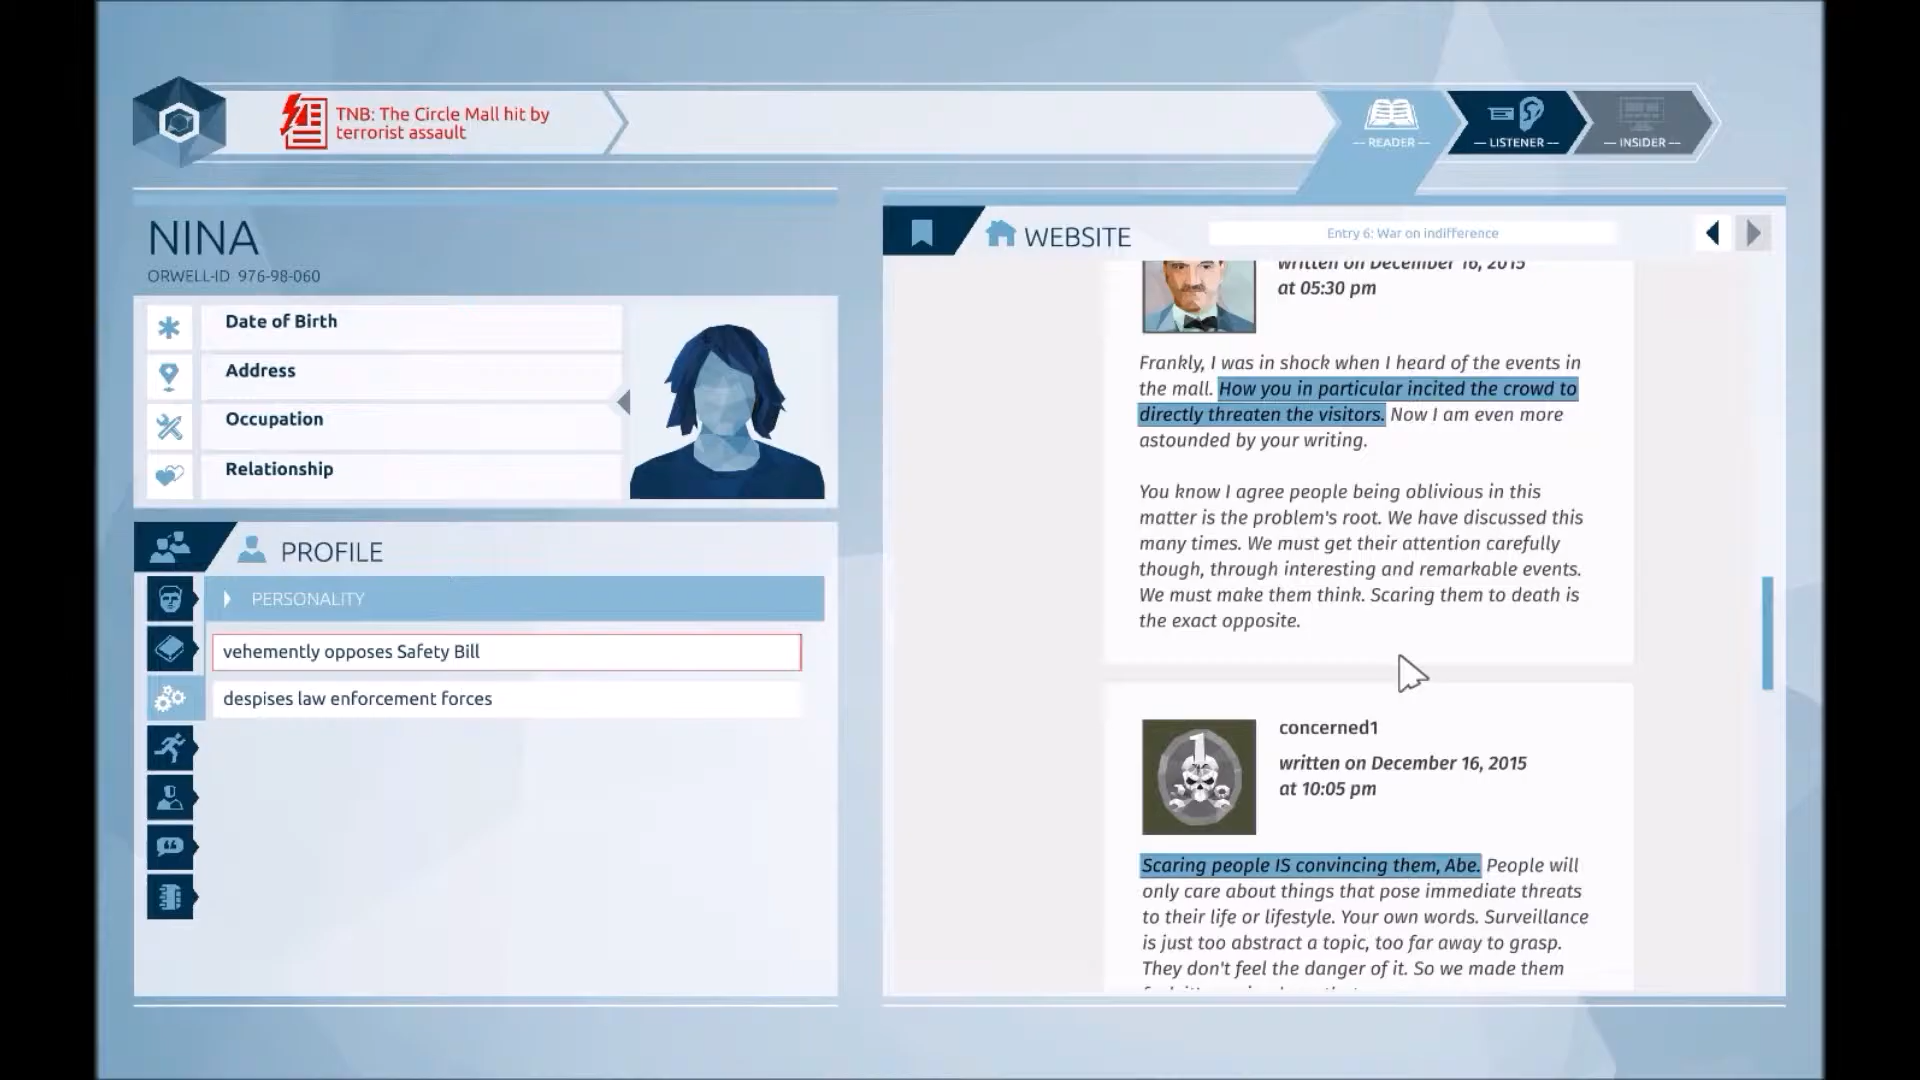 TNB: The Circle Mall hit by
terrorist assault
— READER —
— LISTENER —
— INSIDER —
NINA
ORWELL-ID 976-98-060
Date of Birth
Address
Occupation
Relationship
PROFILE
PERSONALITY
vehemently opposes Safety Bill
despises law enforcement forces
WEBSITE
Entry 6: War on indifference
written on December 16, 2015
at 05:30 pm
Frankly, I was in shock when I heard of the events in
the mall. How you in particular incited the crowd to
directly threaten the visitors. Now I am even more
astounded by your writing.
You know I agree people being oblivious in this
matter is the problem's root. We have discussed this
many times. We must get their attention carefully
though, through interesting and remarkable events.
We must make them think. Scaring them to death is
the exact opposite.
1
concerned1
written on December 16, 2015
at 10:05 pm
Scaring people IS convincing them, Abe. People will
only care about things that pose immediate threats
to their life or lifestyle. Your own words. Surveillance
is just too abstract a topic, too far away to grasp.
They don't feel the danger of it. So we made them